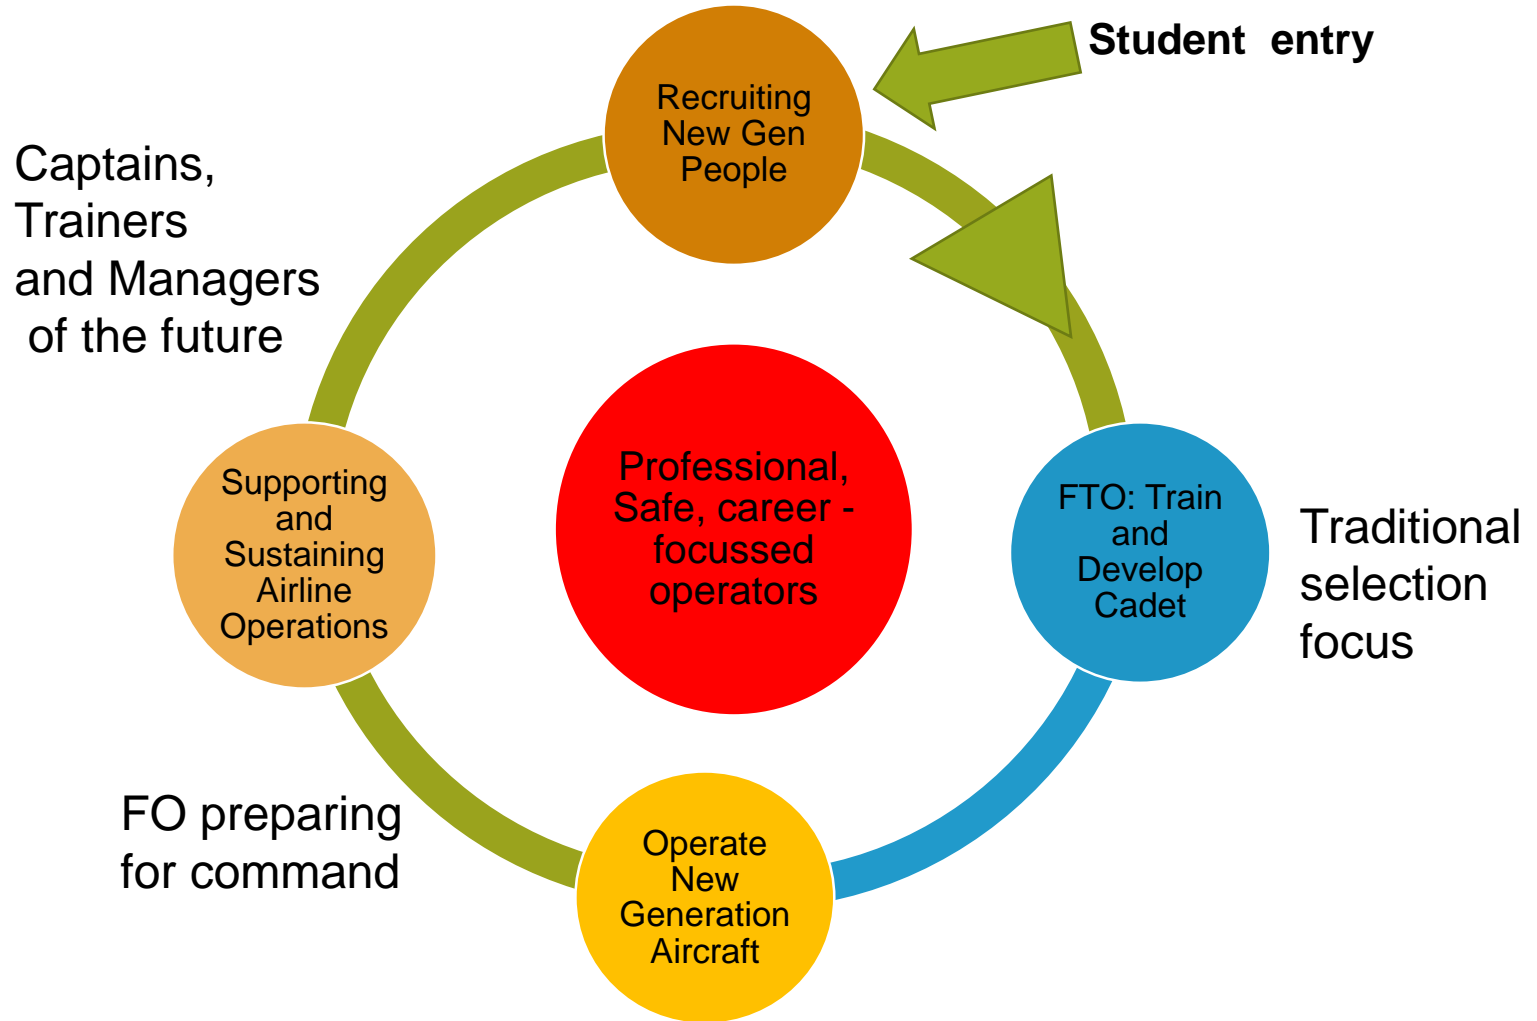 Student entry
Recruiting
New Gen
People
Captains,
Trainers
and Managers
of the future
Professional,
Safe, career -
focussed
operators
Supporting
and
Sustaining
Airline
Operations
FTO: Train
and
Develop
Cadet
Traditional
selection
focus
FO preparing
for command
Operate
New
Generation
Aircraft